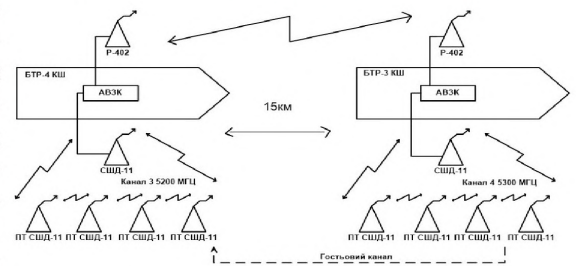 Р-402
Р-402
БТР-4 КШ
БТР-3 КШ
АВЗК
АВЗК
15км
СШД-11
СШД-11
Канал 3 5200 МГЦ
Канал 4 5300 МГЦ
ПТ СШД-11
ПТ СШД-11
ПТ СШД-11
ПТ СШД-11
ПТ СШД-11
ПТ СШД-11
ПТ СШД-11
ПТ СШД-11
Гостьовий канал